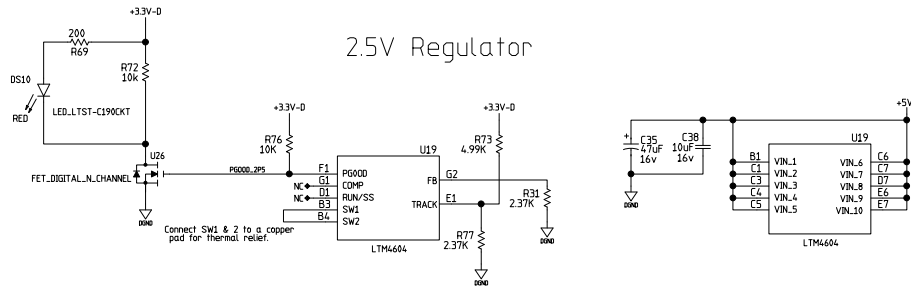 2.5V Regulator
+3.3V-D
200
R69
R72
10k
DS10
RED
LED_LTST-C190CKT
U26
FET_DIGITAL_N_CHANNEL
DGND
+3.3V-D
R76
10K
PGOOD_2P5
NC
NC
F1
G1
D1
B3
B4
U19
PGOOD
COMP
RUN/SS
SW1
SW2
FB
TRACK
LTM4604
G2
E1
Connect SW1 & 2 to a copper
pad for thermal relief.
+3.3V-D
R73
4.99K
R31
2.37K
DGND
R77
2.37K
DGND
+
C35
47uF
16v
C38
10uF
16v
DGND
+5V
U19
B1 VIN_1 VIN_6 C6
C1 VIN_2 VIN_7 C7
C3 VIN_3 VIN_8 D7
C4 VIN_4 VIN_9 E6
C5 VIN_5 VIN_10 E7
LTM4604